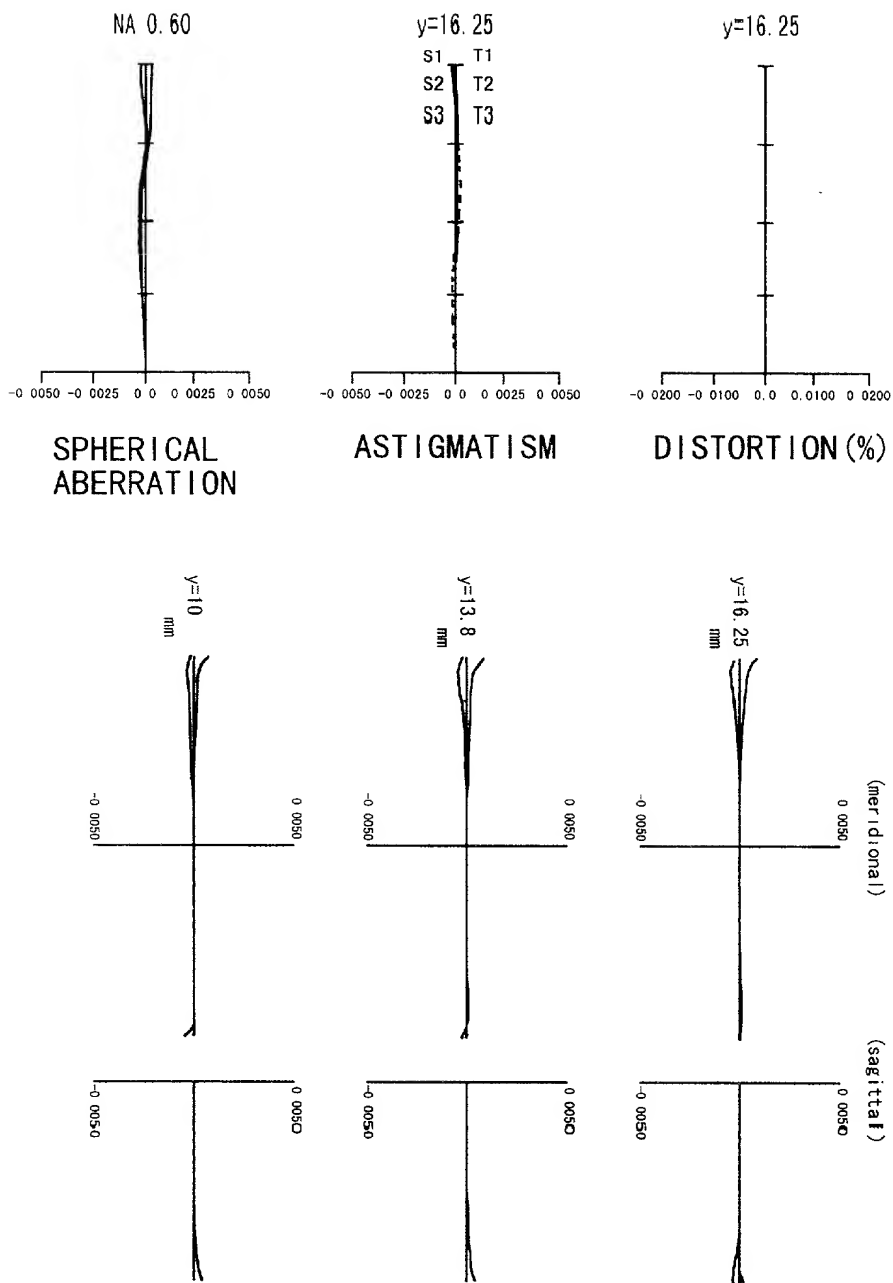 NA 0.60
y=16.25
y=16.25
S1 T1
S2 T2
S3 T3
-0 0050 -0 0025 0 0 0 0025 0 0050
-0 0050 -0 0025 0 0 0 0025 0 0050
-0 0200 -0 0100 0.0 0.0100 0 0200
SPHERICAL
ABERRATION
ASTIGMATISM
DISTORTION (%)
y=10
mm
y=13.8
mm
y=16.25
mm
-0 0050
0 0050
-0 0050
0 0050
-0 0050
0 0050
(meridional)
-0 0050
0 0050
-0 0050
0 0050
-0 0050
0 0050
(sagittal)